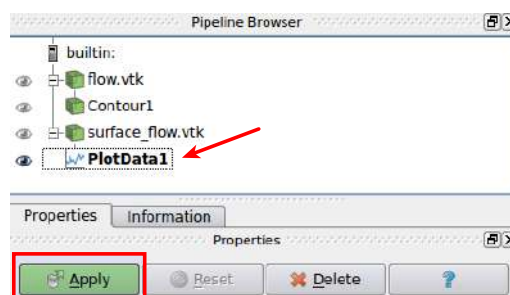 Pipeline Browser
builtin:
flow.vtk
Contour1
surface_flow.vtk
PlotData1
Properties Information
Properties
Apply Reset Delete ?